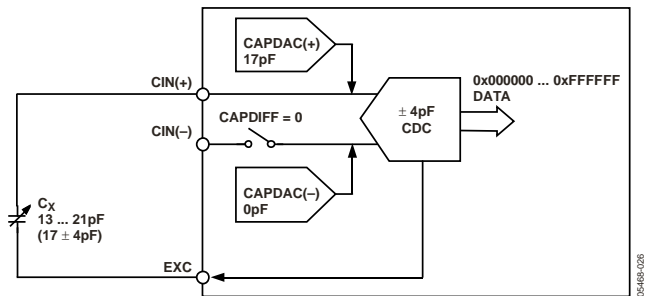 CAPDAC(+)
17pF
CIN(+)
0x000000 ... 0xFFFFFF
DATA
CAPDIFF = 0
± 4pF
CDC
CIN(–)
CAPDAC(–)
0pF
CX
13 ... 21pF
(17 ± 4pF)
EXC
05468-026